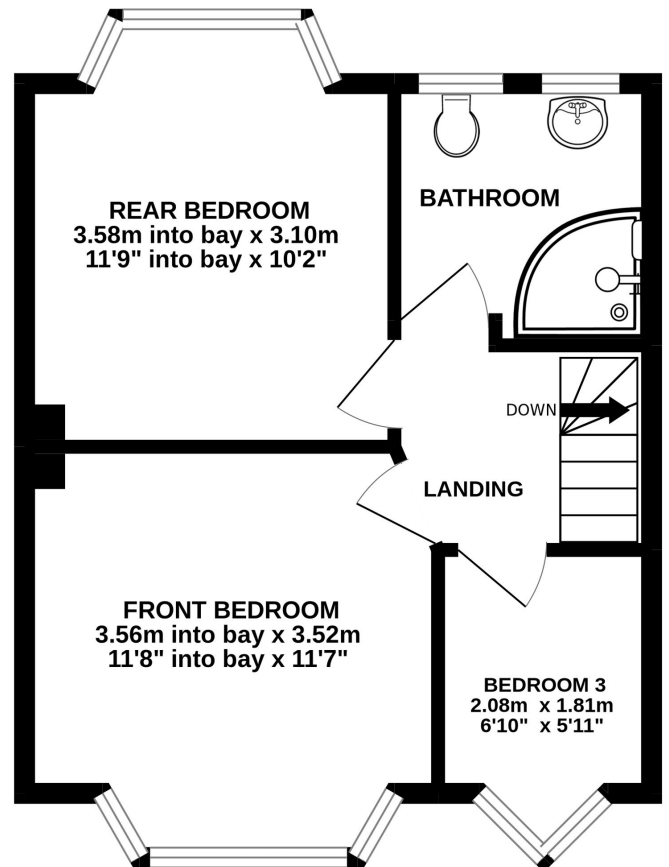 REAR BEDROOM
3.58m into bay x 3.10m
11'9" into bay x 10'2"
BATHROOM
DOWN
LANDING
FRONT BEDROOM
3.56m into bay x 3.52m
11'8" into bay x 11'7"
BEDROOM 3
2.08m x 1.81m
6'10" x 5'11"